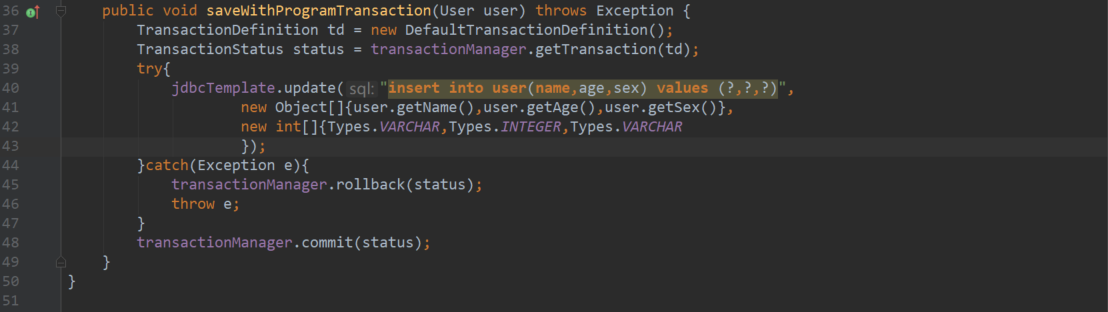 36 public void saveWithProgramTransaction(User user) throws Exception {
37 TransactionDefinition td = new DefaultTransactionDefinition();
38 TransactionStatus status = transactionManager.getTransaction(td);
39 try{
40 jdbcTemplate.update( sql: "insert into user(name,age,sex) values (?,?,?)",
41 new Object[]{user.getName(),user.getAge(),user.getSex()},
42 new int[]{Types.VARCHAR,Types.INTEGER,Types.VARCHAR
43 });
44 }catch(Exception e){
45 transactionManager.rollback(status);
46 throw e;
47 }
48 transactionManager.commit(status);
49 }
50 }
51